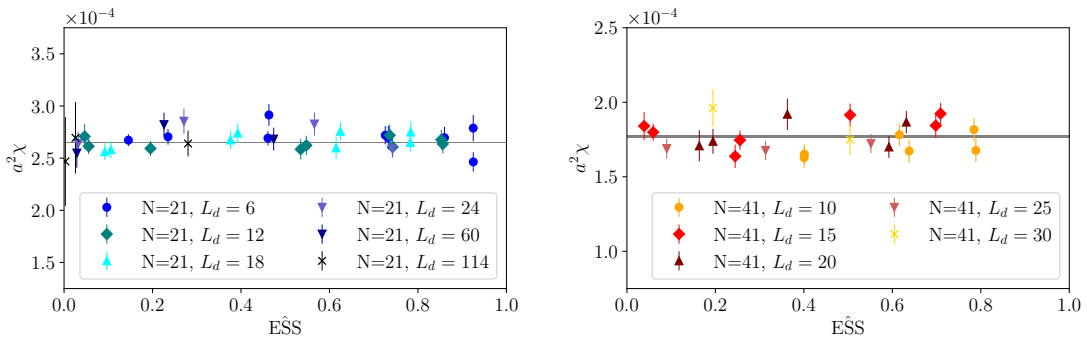 ×10⁻⁴
3.5
3.0
2.5
2.0
1.5
a²χ
N=21, L_d = 6
N=21, L_d = 12
N=21, L_d = 18
N=21, L_d = 24
N=21, L_d = 60
N=21, L_d = 114
0.0 0.2 0.4 0.6 0.8 1.0
ESŜ
×10⁻⁴
2.5
2.0
1.5
1.0
a²χ
N=41, L_d = 10
N=41, L_d = 15
N=41, L_d = 20
N=41, L_d = 25
N=41, L_d = 30
0.0 0.2 0.4 0.6 0.8 1.0
ESŜ